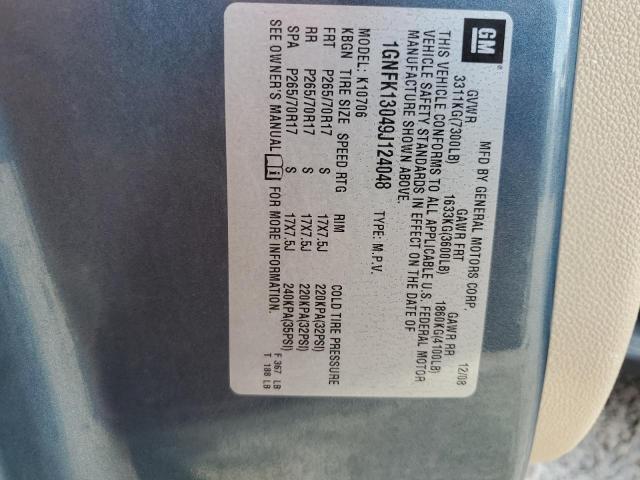 GM
MFD BY GENERAL MOTORS CORP. 12/08
GVWR GAWR FRT GAWR RR
3311KG(7300LB) 1633KG(3600LB) 1860KG(4100LB)
THIS VEHICLE CONFORMS TO ALL APPLICABLE U.S. FEDERAL MOTOR
VEHICLE SAFETY STANDARDS IN EFFECT ON THE DATE OF
MANUFACTURE SHOWN ABOVE.
1GNFK13049J124048 TYPE: M.P.V.
MODEL: K10706
KBGN TIRE SIZE SPEED RTG RIM COLD TIRE PRESSURE
FRT P265/70R17 S 17X7.5J 220KPA(32PSI)
RR P265/70R17 S 17X7.5J 220KPA(32PSI)
SPA P265/70R17 S 17X7.5J 240KPA(35PSI)
SEE OWNER'S MANUAL i FOR MORE INFORMATION.
F 367 LB
T 188 LB